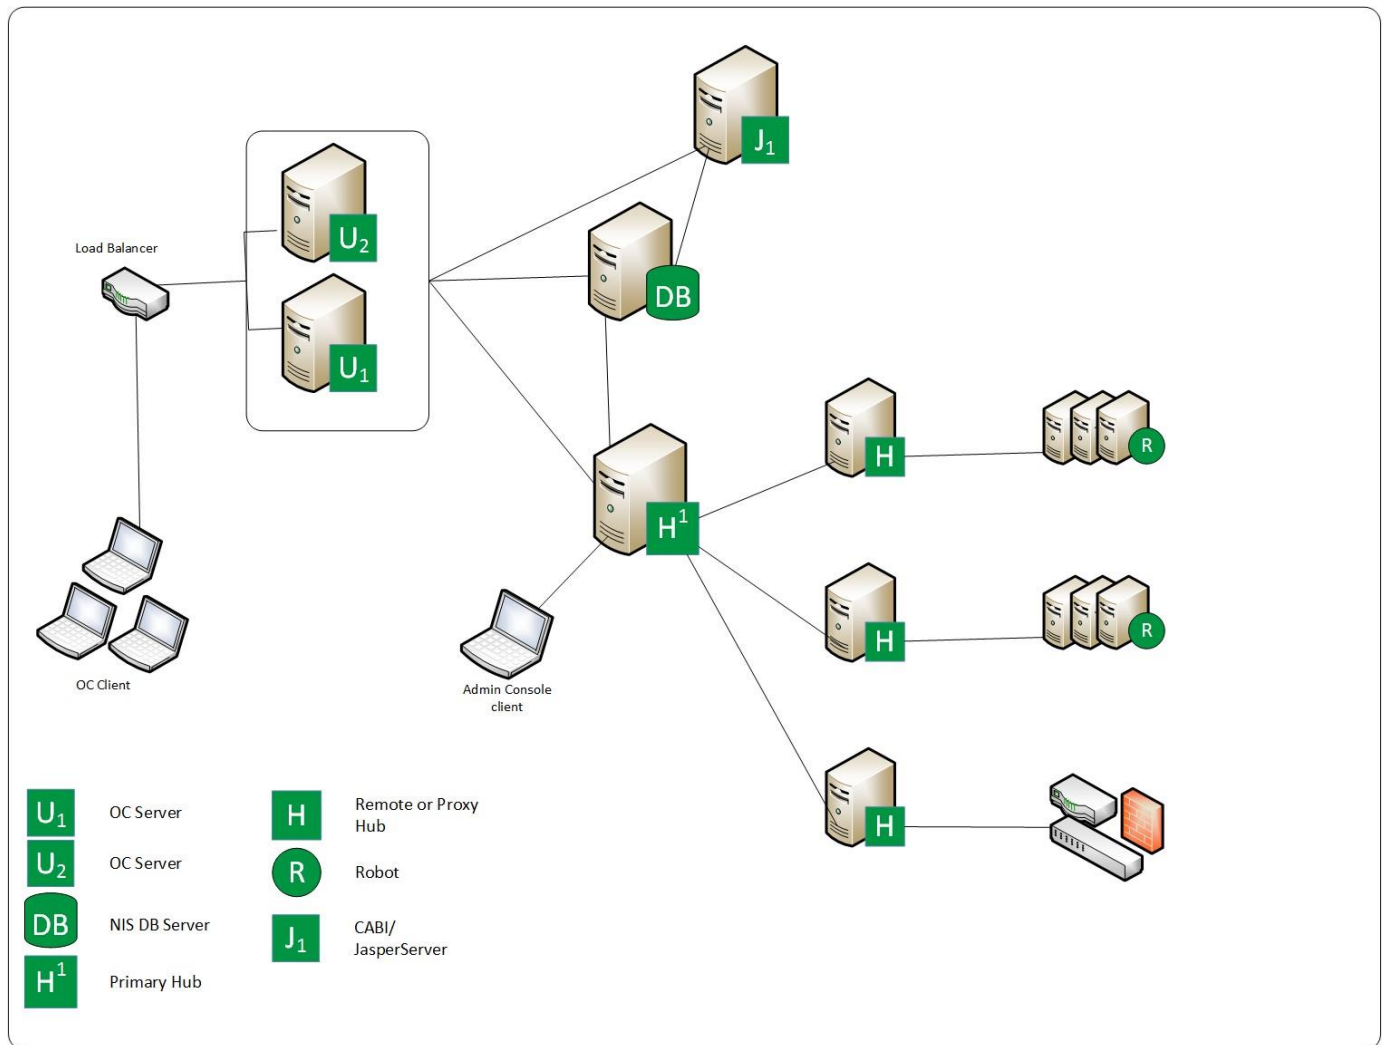 J1
U2
Load Balancer
DB
U1
H
R
H1
H
R
OC Client
Admin Console
client
H
U1 OC Server
H Remote or Proxy
Hub
U2 OC Server
R Robot
DB NIS DB Server
J1 CABI/
JasperServer
H1 Primary Hub